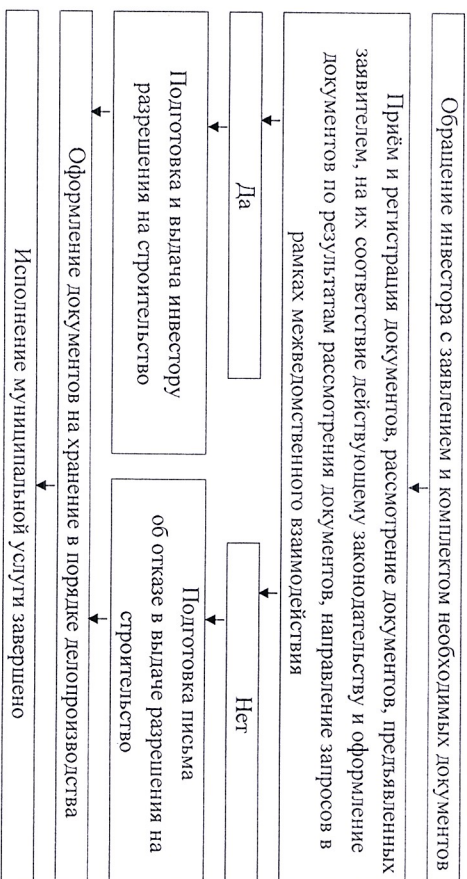 Обращение инвестора с заявлением и комплектом необходимых документов
Приём и регистрация документов, рассмотрение документов, предъявленных
заявителем, на их соответствие действующему законодательству и оформление
документов по результатам рассмотрения документов, направление запросов в
рамках межведомственного взаимодействия
Да
Нет
Подготовка и выдача инвестору
разрешения на строительство
Подготовка письма
об отказе в выдаче разрешения на
строительство
Оформление документов на хранение в порядке делопроизводства
Исполнение муниципальной услуги завершено